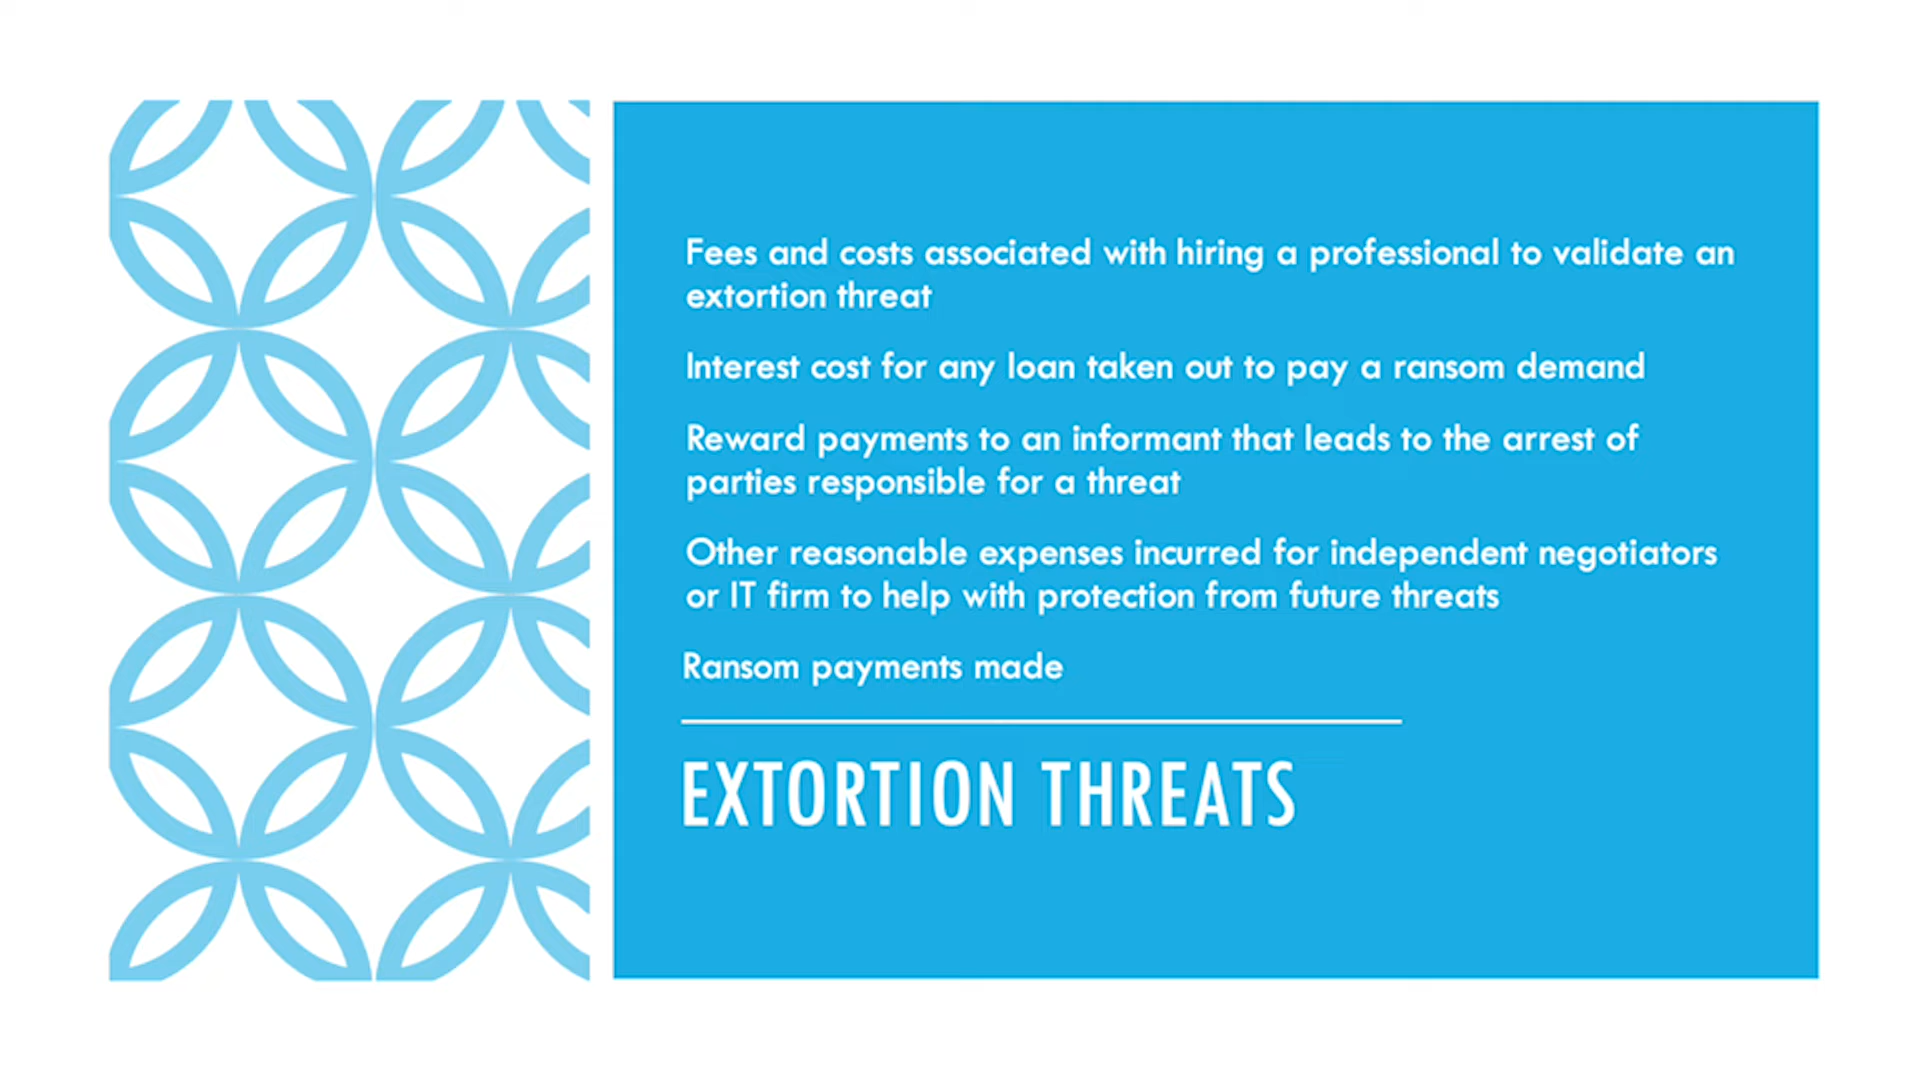 Fees and costs associated with hiring a professional to validate an
extortion threat
Interest cost for any loan taken out to pay a ransom demand
Reward payments to an informant that leads to the arrest of
parties responsible for a threat
Other reasonable expenses incurred for independent negotiators
or IT firm to help with protection from future threats
Ransom payments made
EXTORTION THREATS